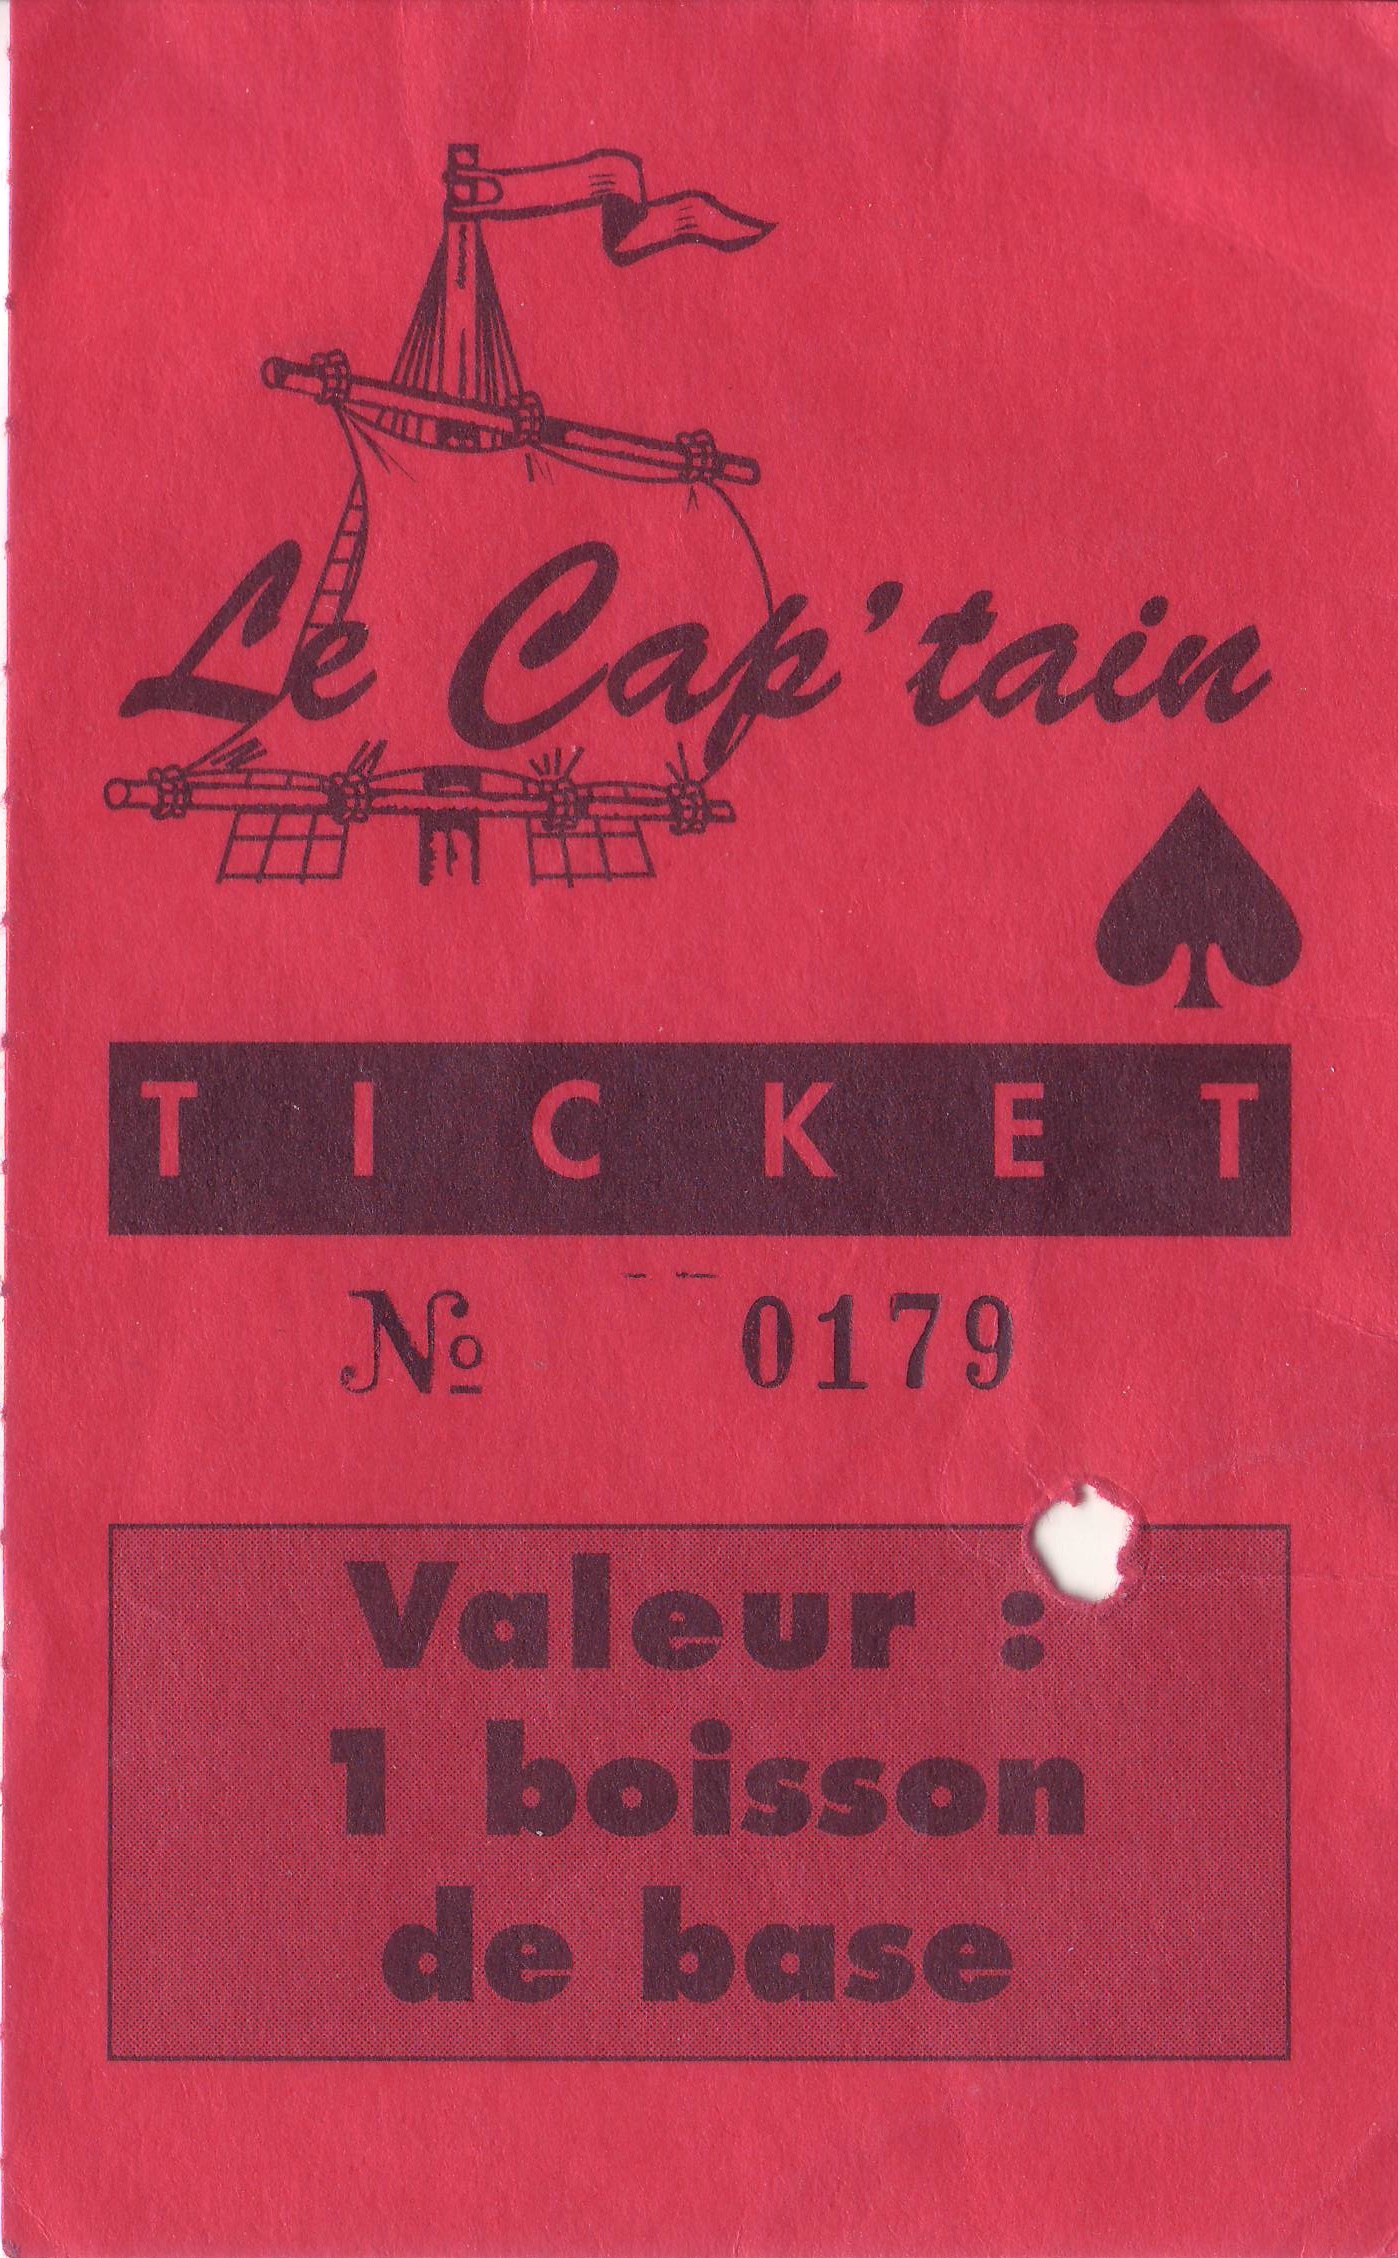 Le Cap'tain
TICKET
No 0179
Valeur :
1 boisson
de base